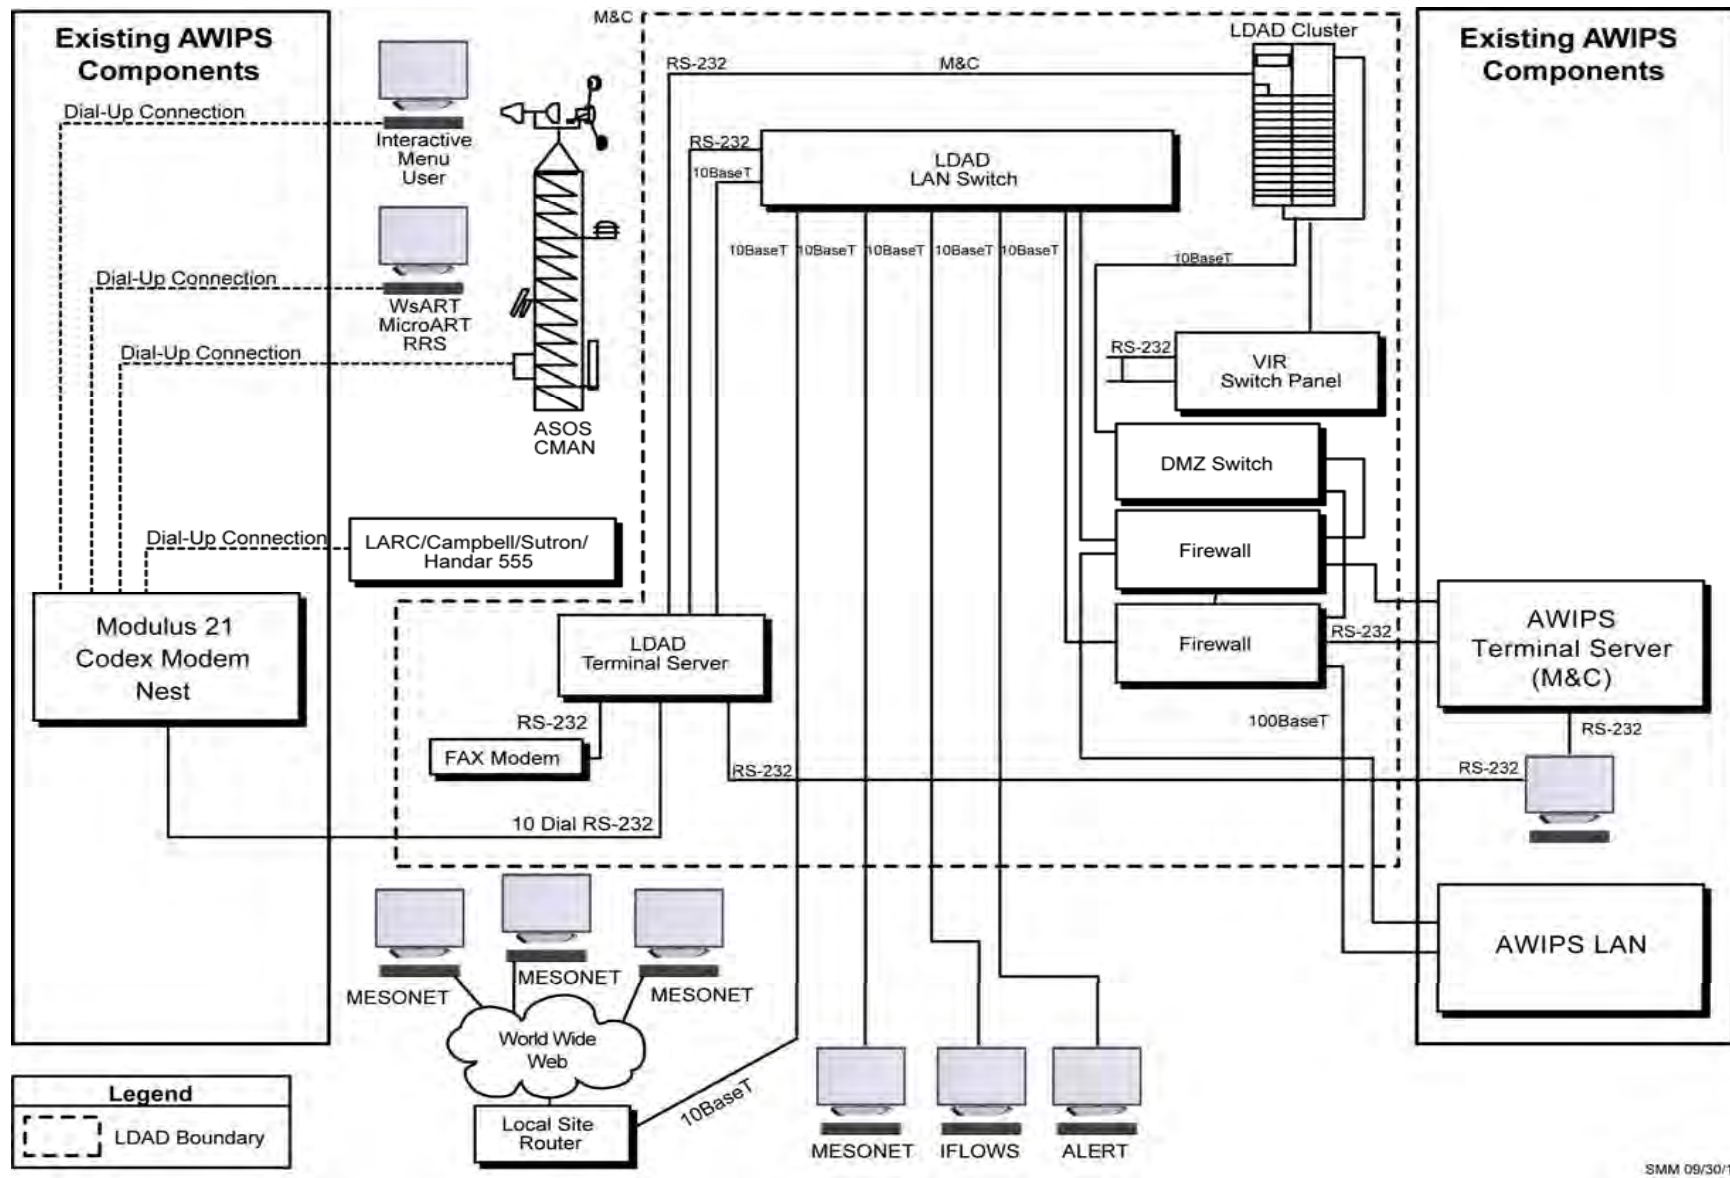 Existing AWIPS
Components
Dial-Up Connection
Dial-Up Connection
Dial-Up Connection
Dial-Up Connection
Modulus 21
Codex Modem
Nest
Interactive
Menu
User
WsART
MicroART
RRS
ASOS
CMAN
LARC/Campbell/Sutron/
Handar 555
M&C
RS-232
M&C
LDAD Cluster
RS-232
10BaseT
LDAD
LAN Switch
10BaseT
10BaseT
10BaseT
10BaseT
10BaseT
10BaseT
RS-232
VIR
Switch Panel
DMZ Switch
Firewall
Firewall
RS-232
100BaseT
LDAD
Terminal Server
RS-232
FAX Modem
RS-232
10 Dial RS-232
Existing AWIPS
Components
AWIPS
Terminal Server
(M&C)
RS-232
RS-232
AWIPS LAN
MESONET
MESONET
MESONET
World Wide
Web
Local Site
Router
10BaseT
MESONET
IFLOWS
ALERT
Legend
LDAD Boundary
SMM 09/30/1